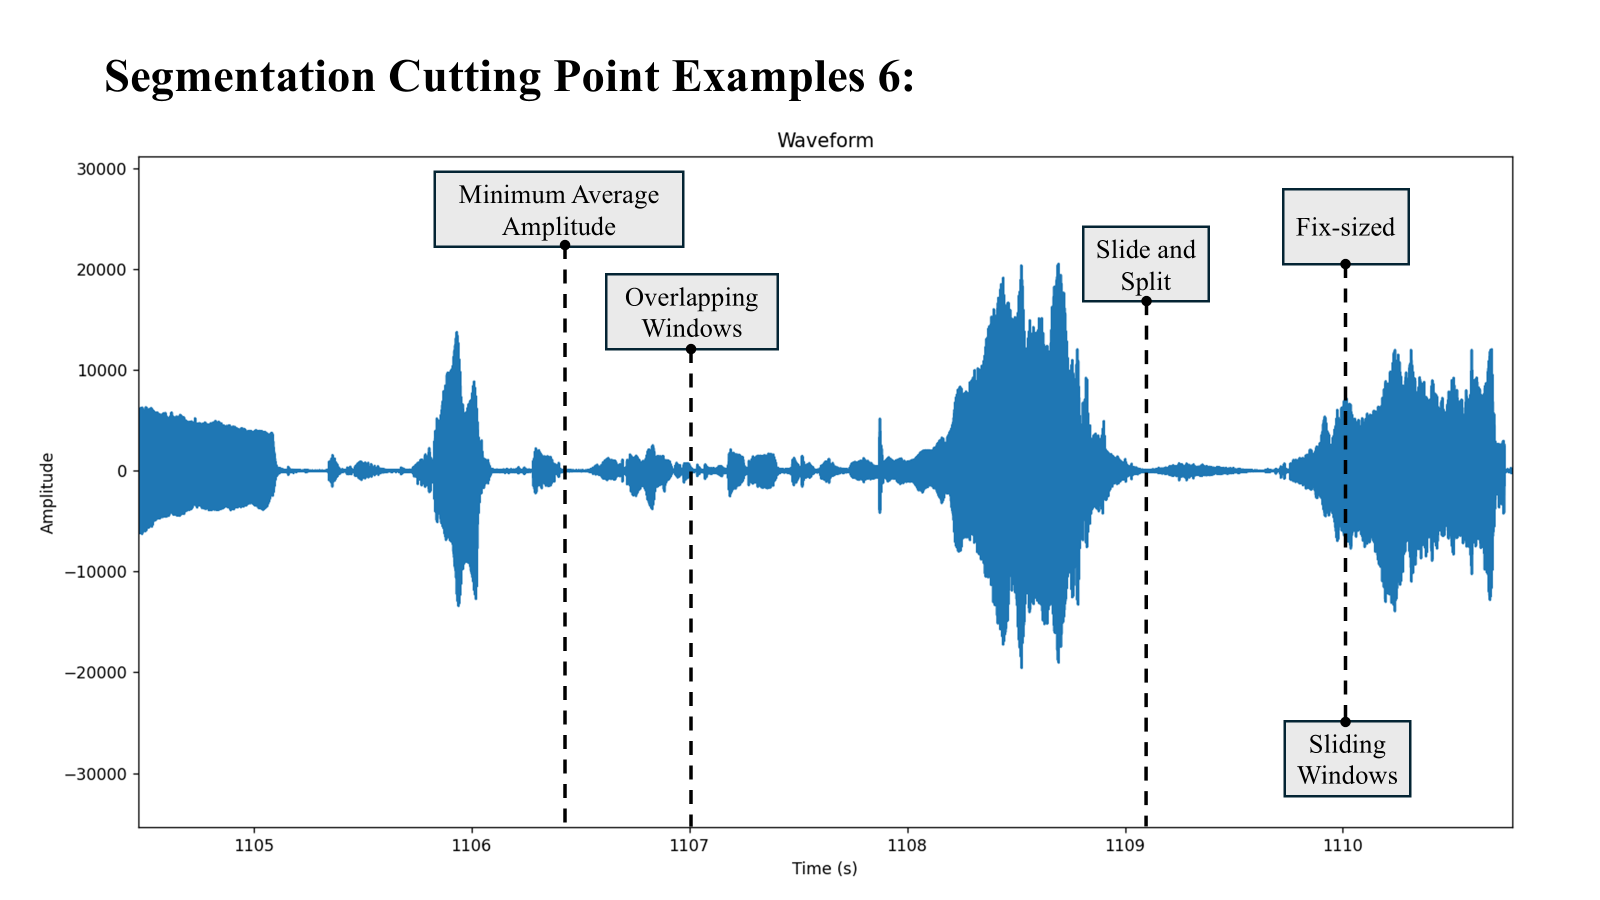 Segmentation Cutting Point Examples 6:
Waveform
30000
20000
10000
0
−10000
−20000
−30000
Amplitude
Minimum Average
Amplitude
Overlapping
Windows
Slide and
Split
Fix-sized
Sliding
Windows
1105
1106
1107
1108
1109
1110
Time (s)